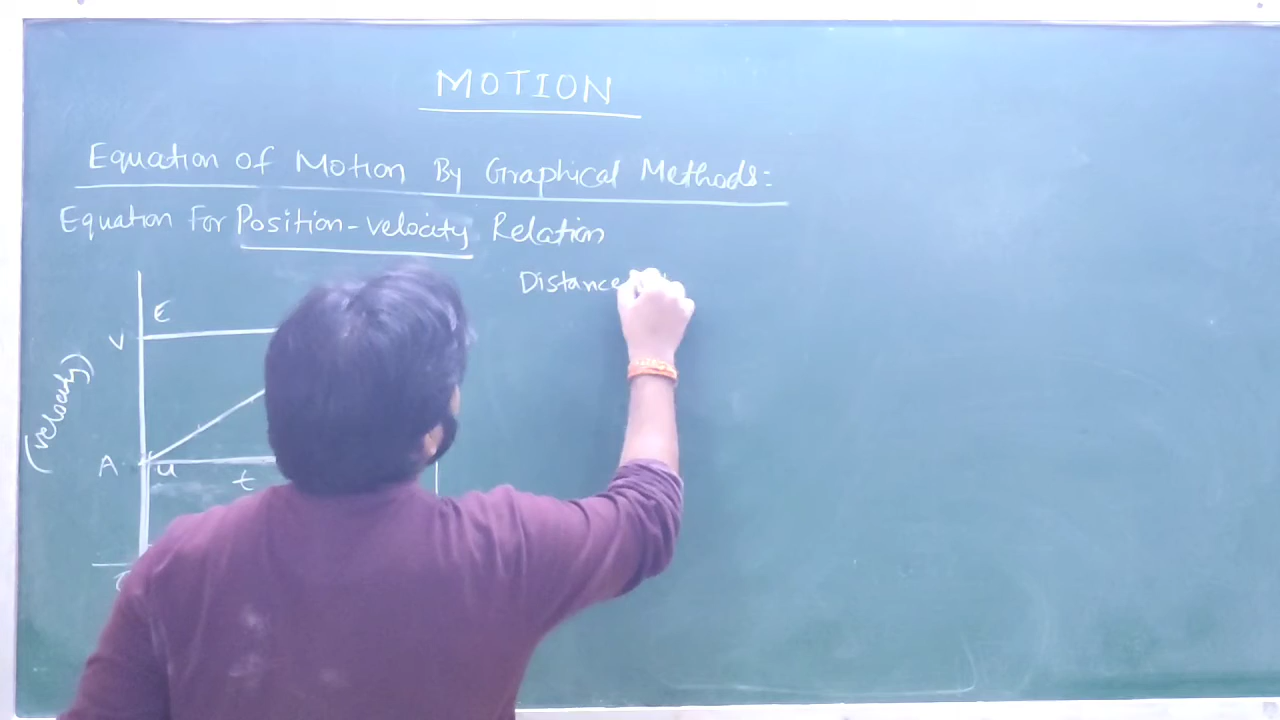 MOTION
Equation of Motion By Graphical Methods:
Equation For Position-velocity Relation
Distance
E
V
(velocity)
A
u
t